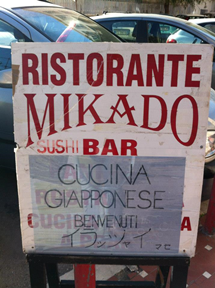 RISTORANTE
MIKADO
SUSHI BAR
CUCINA
GIAPPONESE
BENVENUTI
イラッシャイ